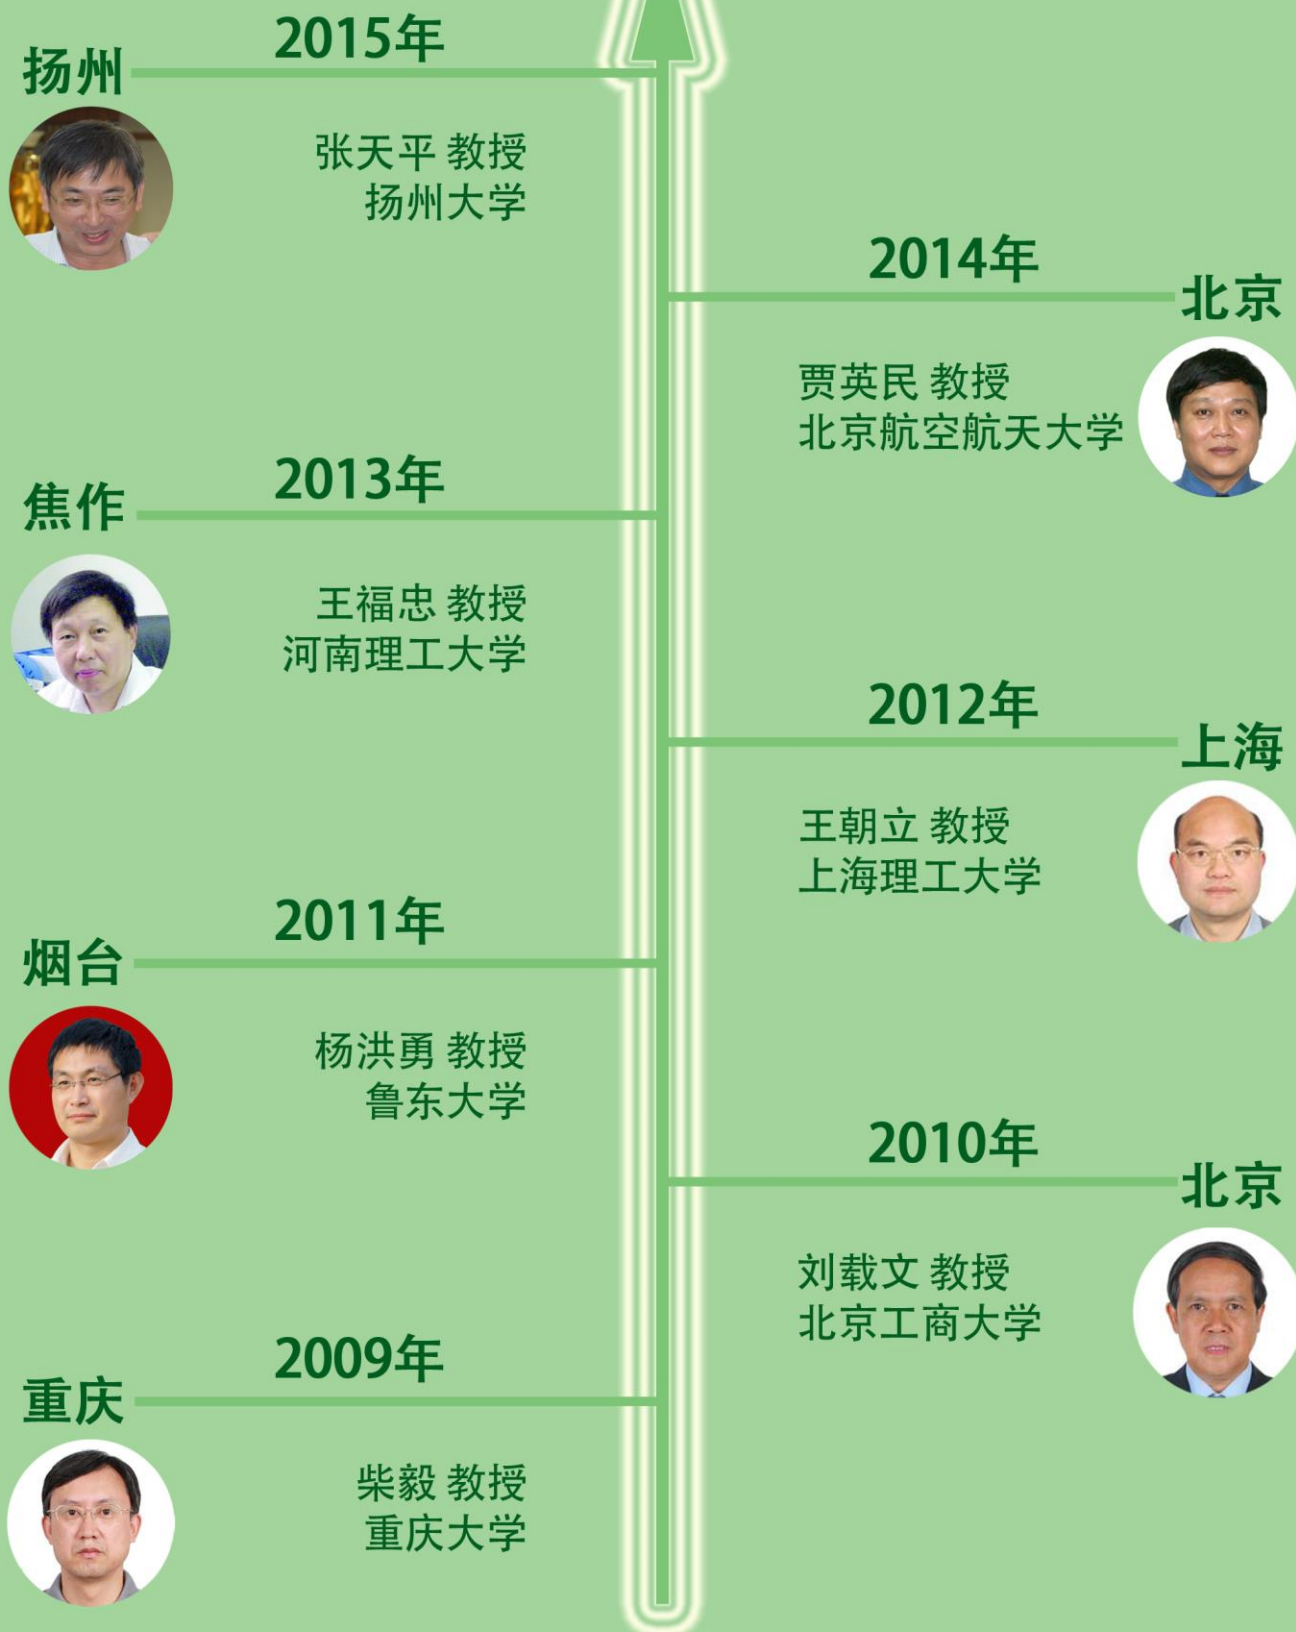 2015年
扬州
张天平 教授
扬州大学
2014年
北京
贾英民 教授
北京航空航天大学
2013年
焦作
王福忠 教授
河南理工大学
2012年
上海
王朝立 教授
上海理工大学
2011年
烟台
杨洪勇 教授
鲁东大学
2010年
北京
刘载文 教授
北京工商大学
2009年
重庆
柴毅 教授
重庆大学